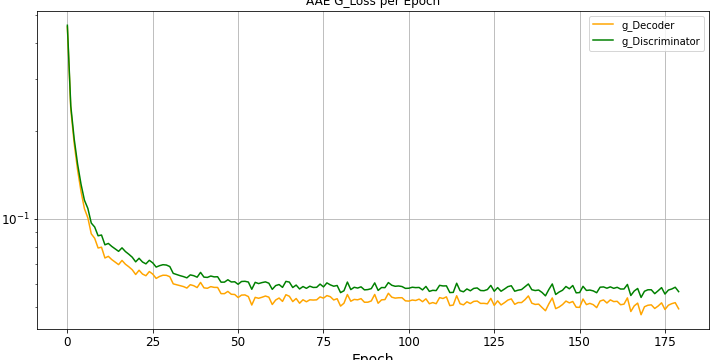 AAE G_Loss per Epoch
g_Decoder
g_Discriminator
10⁻¹
0 25 50 75 100 125 150 175
Epoch